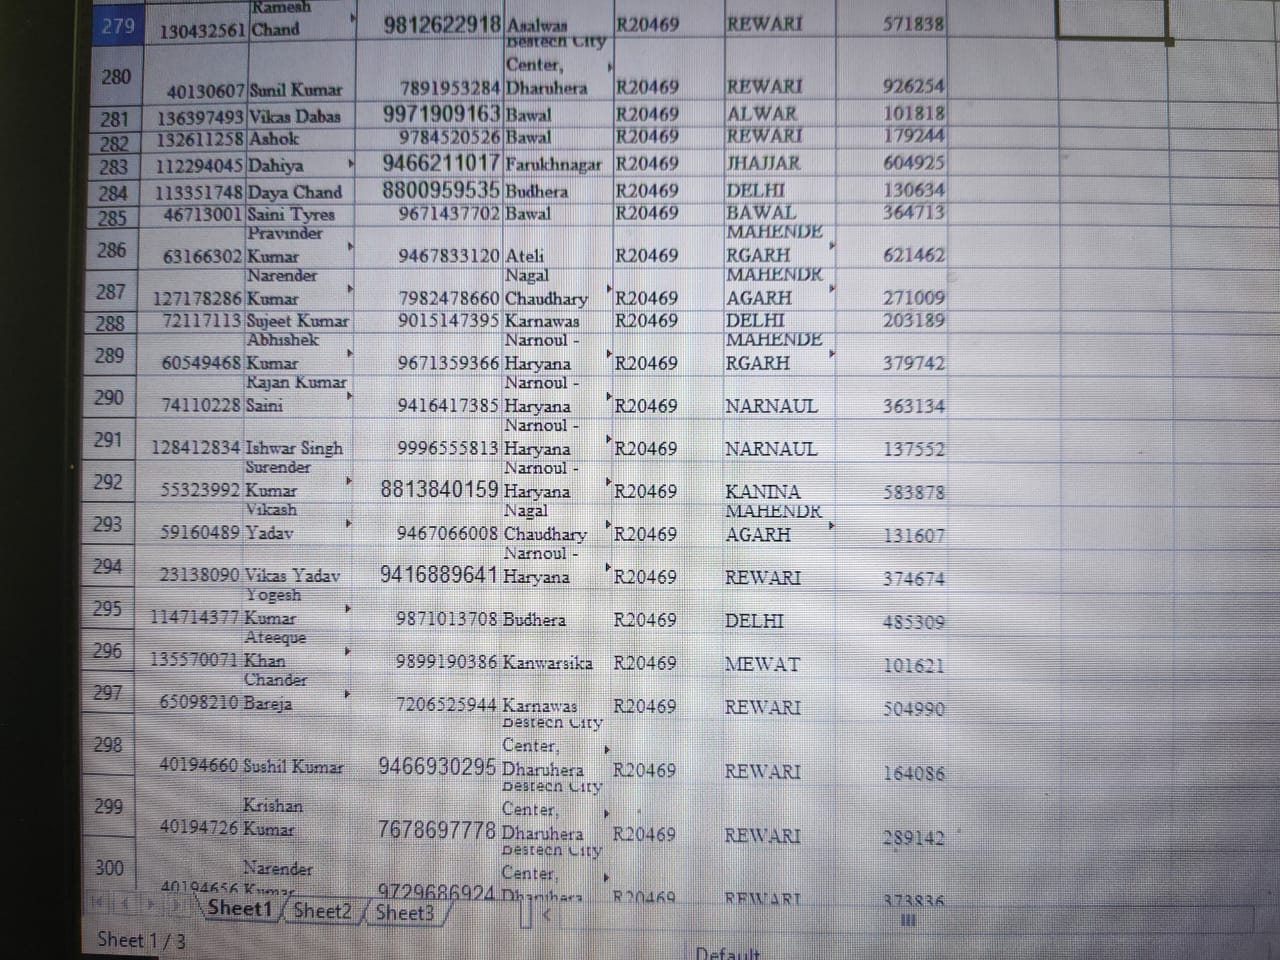 279 130432561 Ramesh Chand 9812622918 Asalwas R20469 REWARI 571838
280 40130607 Sunil Kumar 7891953284 Bestech City Center, Dharuhera R20469 REWARI 926254
281 136397493 Vikas Dabas 9971909163 Bawal R20469 ALWAR 101818
282 132611258 Ashok 9784520526 Bawal R20469 REWARI 179244
283 112294045 Dahiya 9466211017 Farukhnagar R20469 JHAJJAR 604925
284 113351748 Daya Chand 8800959535 Budhera R20469 DELHI 130634
285 46713001 Saini Tyres 9671437702 Bawal R20469 BAWAL 364713
286 63166302 Pravinder Kumar 9467833120 Ateli R20469 MAHENDE RGARH 621462
287 127178286 Narender Kumar 7982478660 Nagal Chaudhary R20469 MAHENDR AGARH 271009
288 72117113 Sujeet Kumar 9015147395 Karnawas R20469 DELHI 203189
289 60549468 Abhishek Kumar 9671359366 Narnoul - Haryana R20469 MAHENDE RGARH 379742
290 74110228 Rajan Kumar Saini 9416417385 Narnoul - Haryana R20469 NARNAUL 363134
291 128412834 Ishwar Singh 9996555813 Narnoul - Haryana R20469 NARNAUL 137552
292 55323992 Surender Kumar 8813840159 Narnoul - Haryana R20469 KANINA 583878
293 59160489 Vikash Yadav 9467066008 Nagal Chaudhary R20469 MAHENDR AGARH 131607
294 23138090 Vikas Yadav 9416889641 Narnoul - Haryana R20469 REWARI 374674
295 114714377 Yogesh Kumar 9871013708 Budhera R20469 DELHI 485309
296 135570071 Ateeque Khan 9899190386 Kanwarsika R20469 MEWAT 101621
297 65098210 Chander Bareja 7206525944 Karnawas R20469 REWARI 504990
298 40194660 Sushil Kumar 9466930295 Bestech City Center, Dharuhera R20469 REWARI 164086
299 40194726 Krishan Kumar 7678697778 Bestech City Center, Dharuhera R20469 REWARI 289142
300 40194656 Narender Kumar 9729686924 Bestech City Center, Dharuhera R20469 REWARI 373836
Sheet1 Sheet2 Sheet3
Sheet 1 / 3
Default